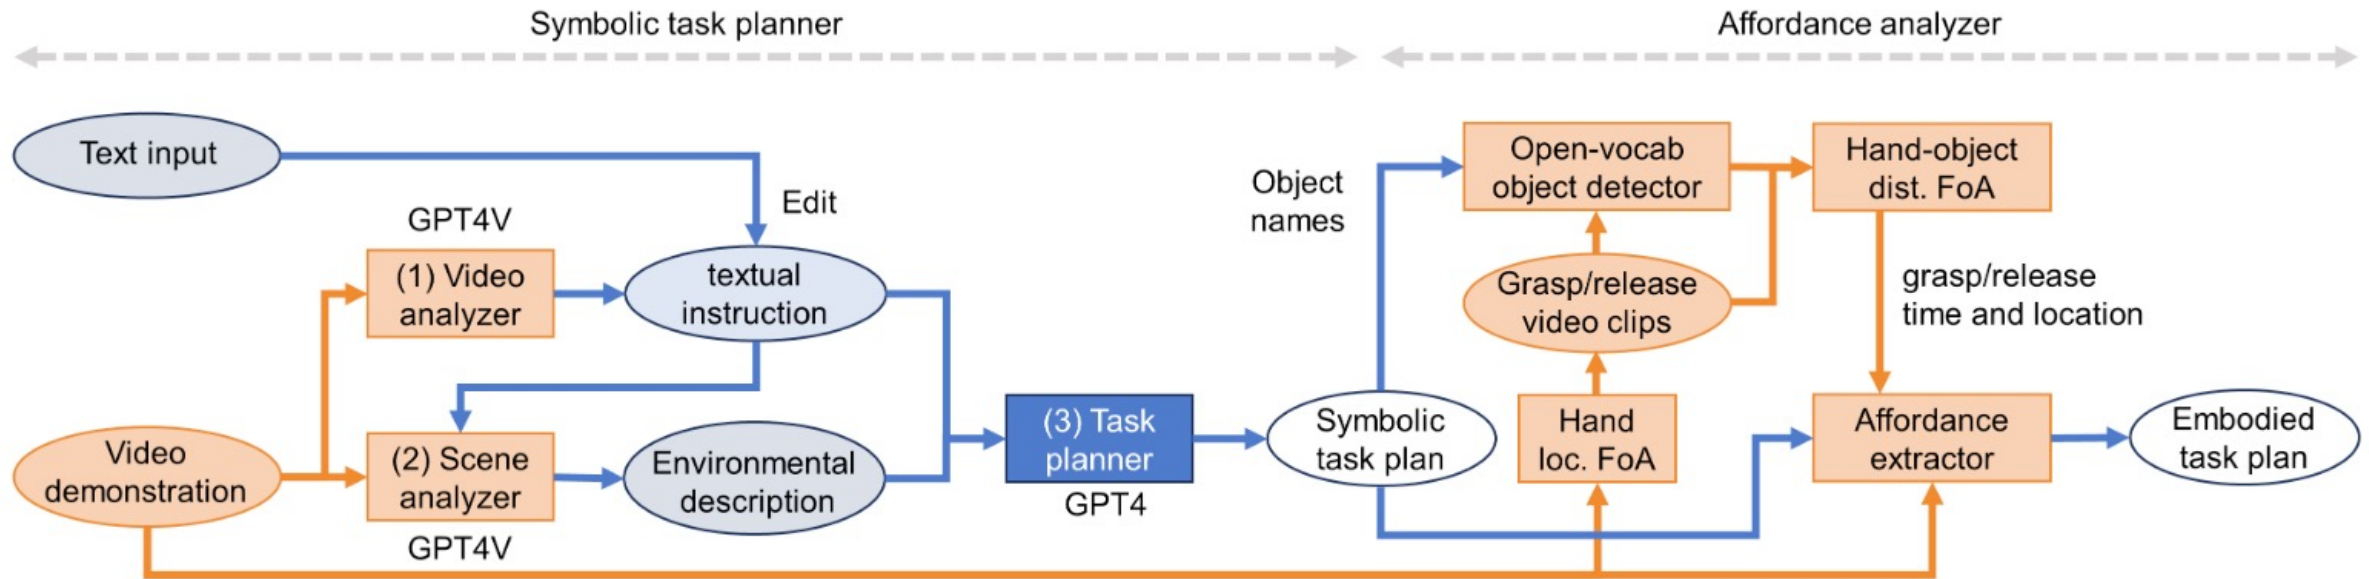 Symbolic task planner
Affordance analyzer
Text input
Edit
GPT4V
(1) Video
analyzer
textual
instruction
Video
demonstration
(2) Scene
analyzer
GPT4V
Environmental
description
(3) Task
planner
GPT4
Symbolic
task plan
Object
names
Open-vocab
object detector
Hand-object
dist. FoA
Grasp/release
video clips
grasp/release
time and location
Hand
loc. FoA
Affordance
extractor
Embodied
task plan